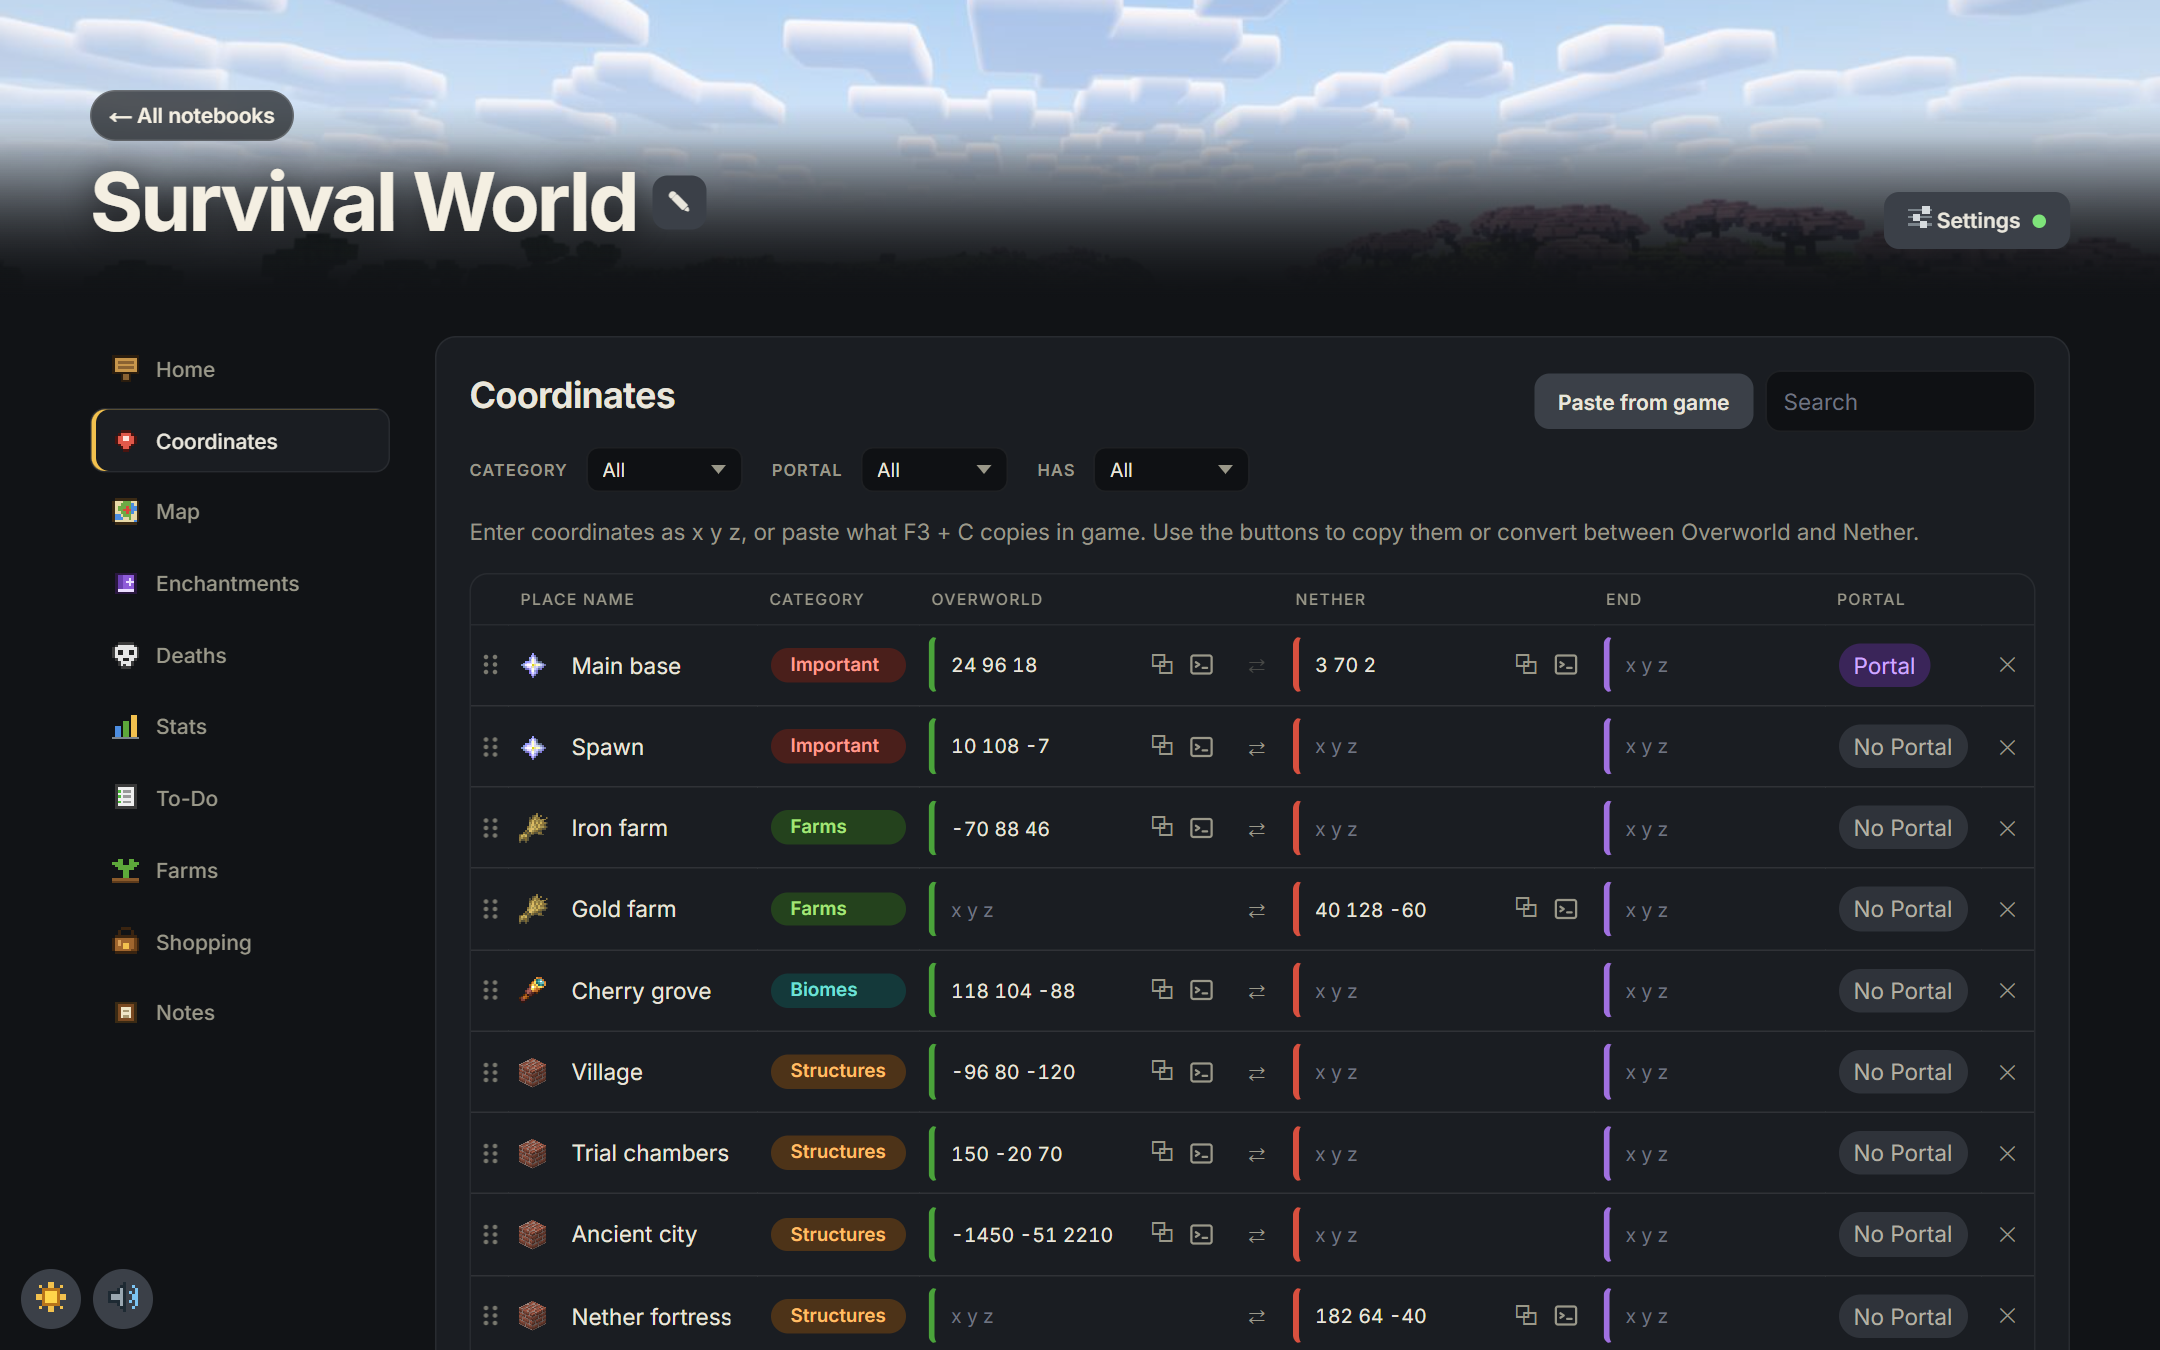 ← All notebooks
Survival World
Settings
Home
Coordinates
Map
Enchantments
Deaths
Stats
To-Do
Farms
Shopping
Notes
Coordinates
Paste from game
Search
CATEGORY All PORTAL All HAS All
Enter coordinates as x y z, or paste what F3 + C copies in game. Use the buttons to copy them or convert between Overworld and Nether.
PLACE NAME CATEGORY OVERWORLD NETHER END PORTAL
Main base Important 24 96 18 3 70 2 x y z Portal
Spawn Important 10 108 -7 x y z x y z No Portal
Iron farm Farms -70 88 46 x y z x y z No Portal
Gold farm Farms x y z 40 128 -60 x y z No Portal
Cherry grove Biomes 118 104 -88 x y z x y z No Portal
Village Structures -96 80 -120 x y z x y z No Portal
Trial chambers Structures 150 -20 70 x y z x y z No Portal
Ancient city Structures -1450 -51 2210 x y z x y z No Portal
Nether fortress Structures x y z 182 64 -40 x y z No Portal